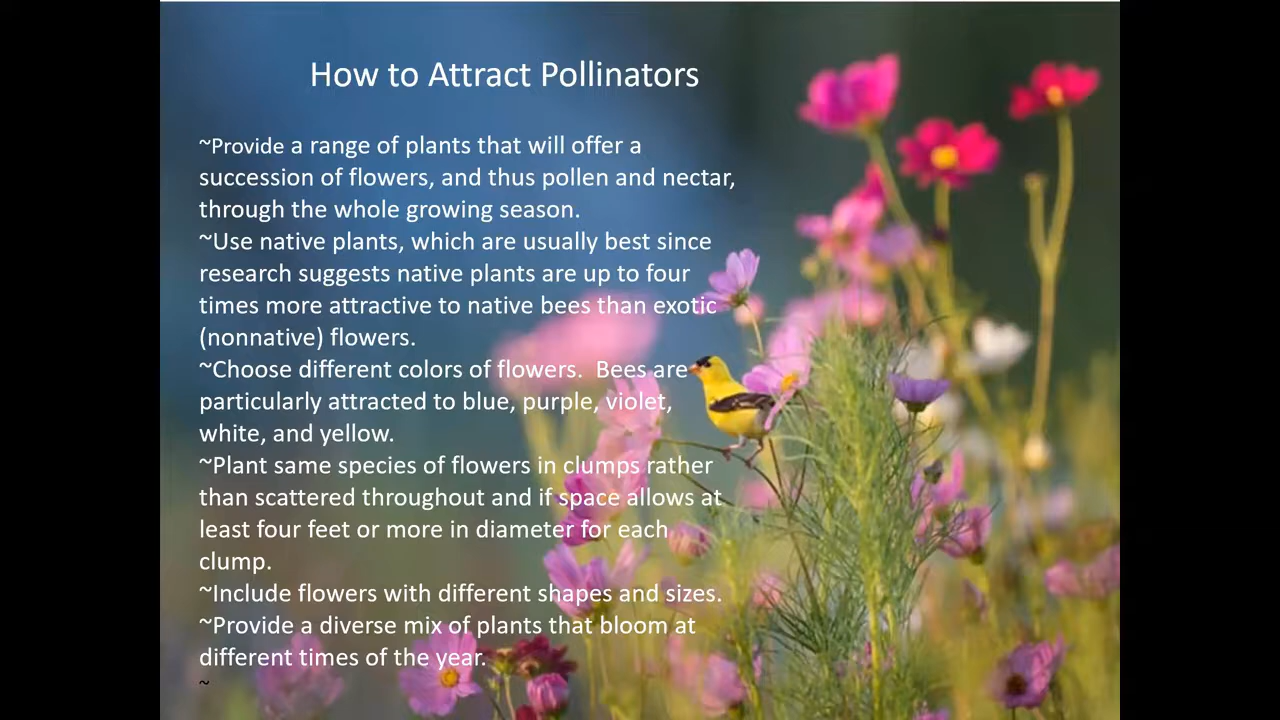 How to Attract Pollinators
~Provide a range of plants that will offer a
succession of flowers, and thus pollen and nectar,
through the whole growing season.
~Use native plants, which are usually best since
research suggests native plants are up to four
times more attractive to native bees than exotic
(nonnative) flowers.
~Choose different colors of flowers.  Bees are
particularly attracted to blue, purple, violet,
white, and yellow.
~Plant same species of flowers in clumps rather
than scattered throughout and if space allows at
least four feet or more in diameter for each
clump.
~Include flowers with different shapes and sizes.
~Provide a diverse mix of plants that bloom at
different times of the year.
~